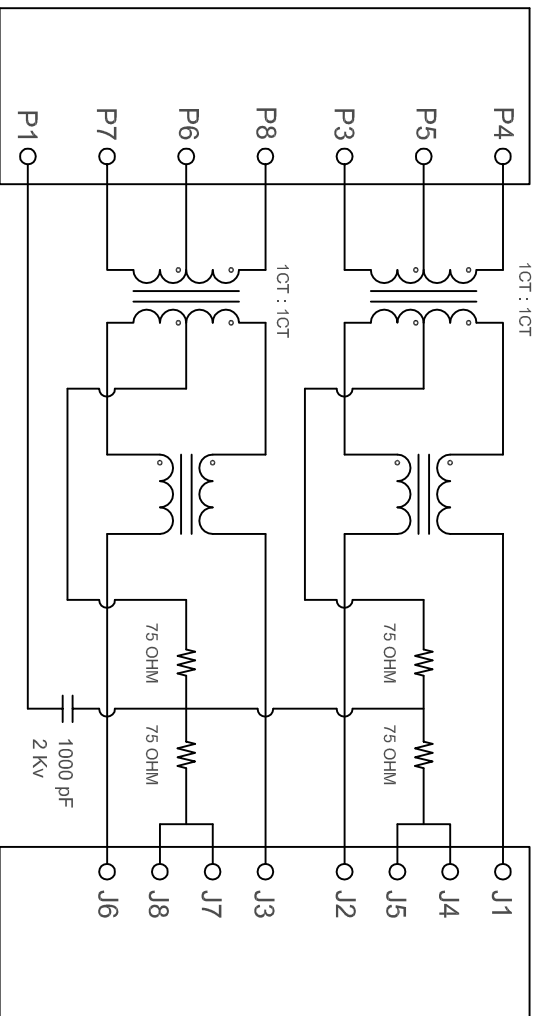 P4
P5
P3
P8
P6
P7
P1
1CT : 1CT
1CT : 1CT
75 OHM
75 OHM
75 OHM
75 OHM
1000 pF
2 Kv
J1
J4
J5
J2
J3
J7
J8
J6